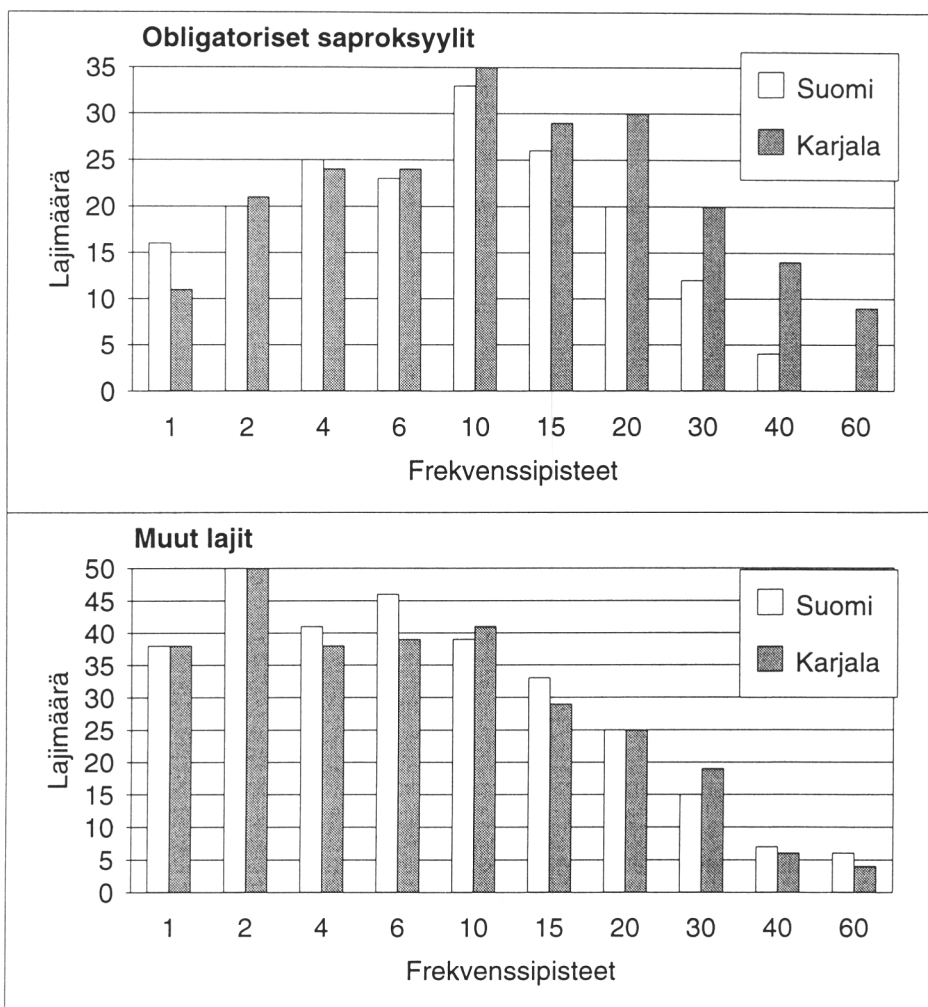 Obligatoriset saproksyylit
35
30
25
20
15
10
5
0
Lajimäärä
Suomi
Karjala
1 2 4 6 10 15 20 30 40 60
Frekvenssipisteet
Muut lajit
50
45
40
35
30
25
20
15
10
5
0
Lajimäärä
Suomi
Karjala
1 2 4 6 10 15 20 30 40 60
Frekvenssipisteet